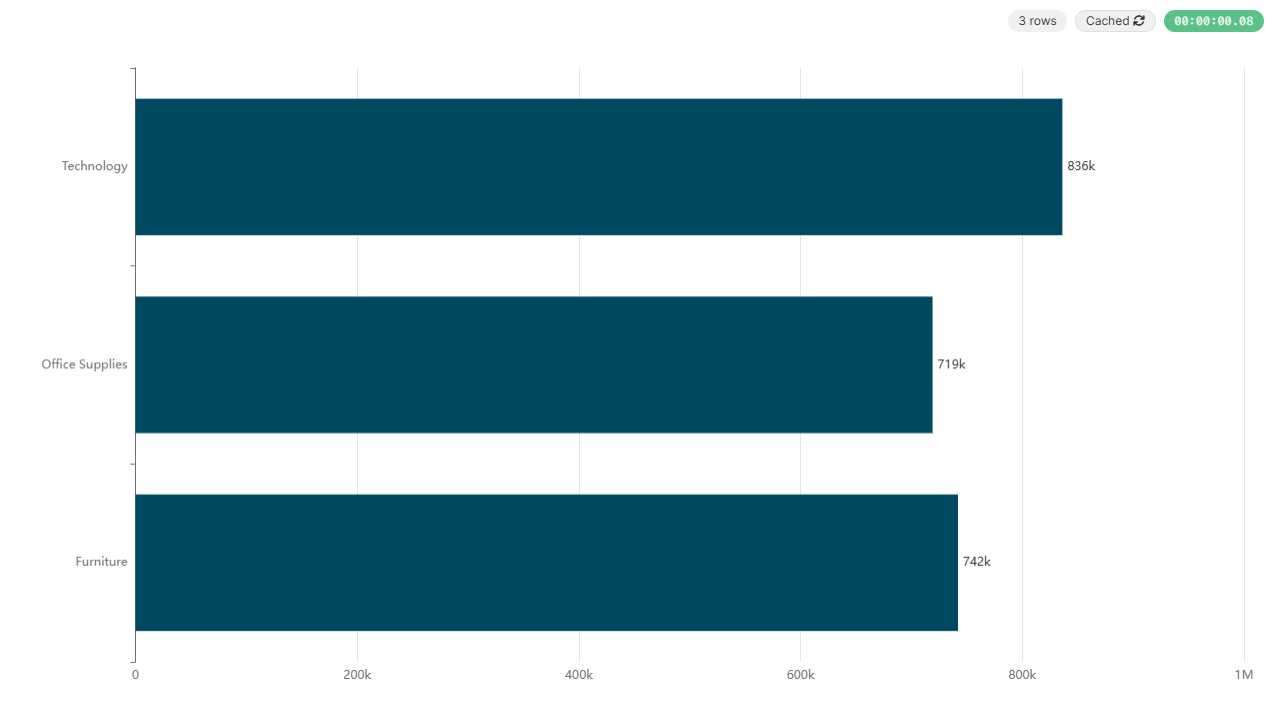 3 rows Cached 00:00:00.08
Technology 836k
Office Supplies 719k
Furniture 742k
0 200k 400k 600k 800k 1M